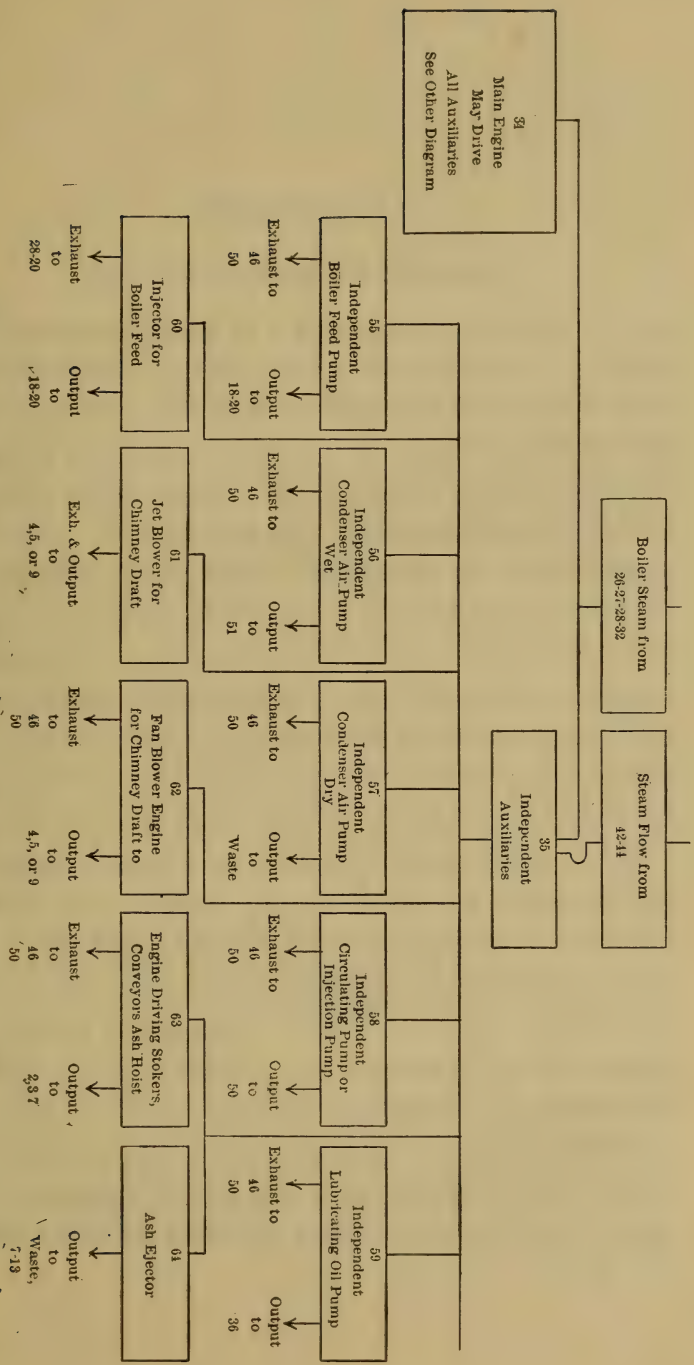 Boiler Steam from
26-27-28-32
Steam Flow from
42-44
34
Main Engine
May Drive
All Auxiliaries
See Other Diagram
35
Independent
Auxiliaries
55
Independent
Boiler Feed Pump
Exhaust to
46
50
Output
to
18-20
56
Independent
Condenser Air Pump
Wet
Exhaust to
46
50
Output
to
51
57
Independent
Condenser Air Pump
Dry
Exhaust to
46
50
Output
to
Waste
58
Independent
Circulating Pump or
Injection Pump
Exhaust to
46
50
Output
to
50
59
Independent
Lubricating Oil Pump
Exhaust to
46
50
Output
to
36
60
Injector for
Boiler Feed
Exhaust
to
28-20
Output
to
18-20
61
Jet Blower for
Chimney Draft
Exh. & Output
to
4,5, or 9
62
Fan Blower Engine
for Chimney Draft to
Exhaust
to
46
50
Output
to
4,5, or 9
63
Engine Driving Stokers,
Conveyors Ash Hoist
Exhaust
to
46
50
Output
to
2,3 7
64
Ash Ejector
Output
to
Waste,
7-13